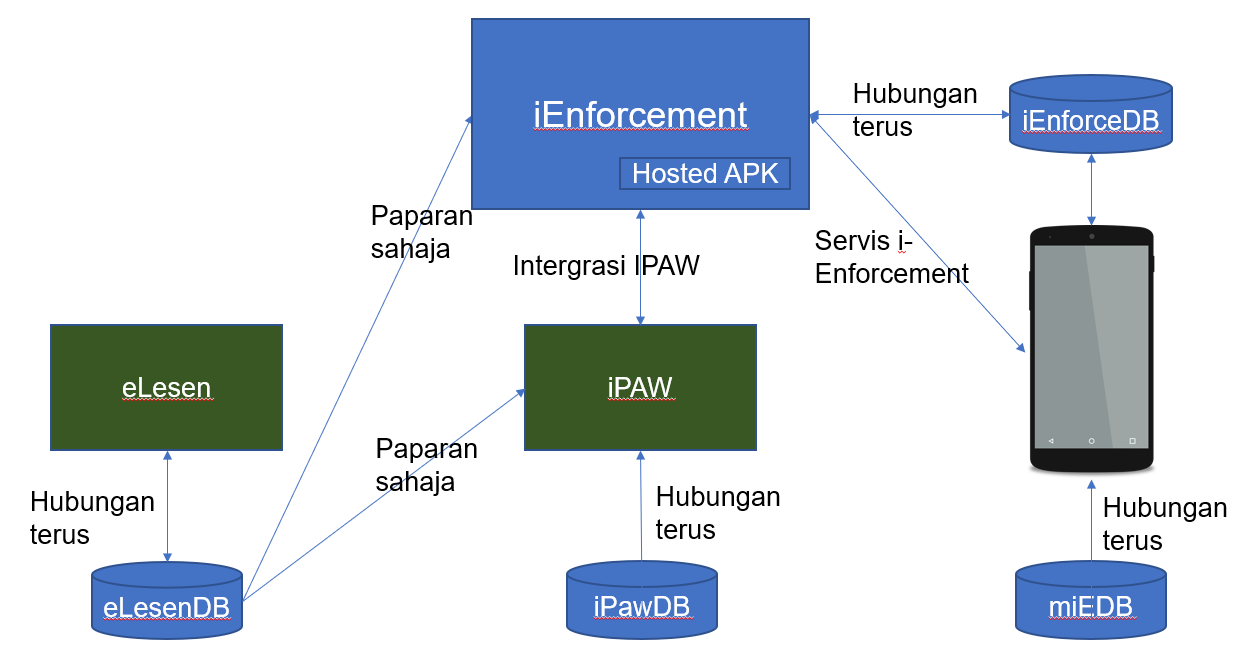 iEnforcement
Hosted APK
Hubungan
terus
iEnforceDB
Paparan
sahaja
Intergrasi IPAW
Servis i-
Enforcement
eLesen
iPAW
Paparan
sahaja
Hubungan
terus
Hubungan
terus
Hubungan
terus
eLesenDB
iPawDB
miEDB